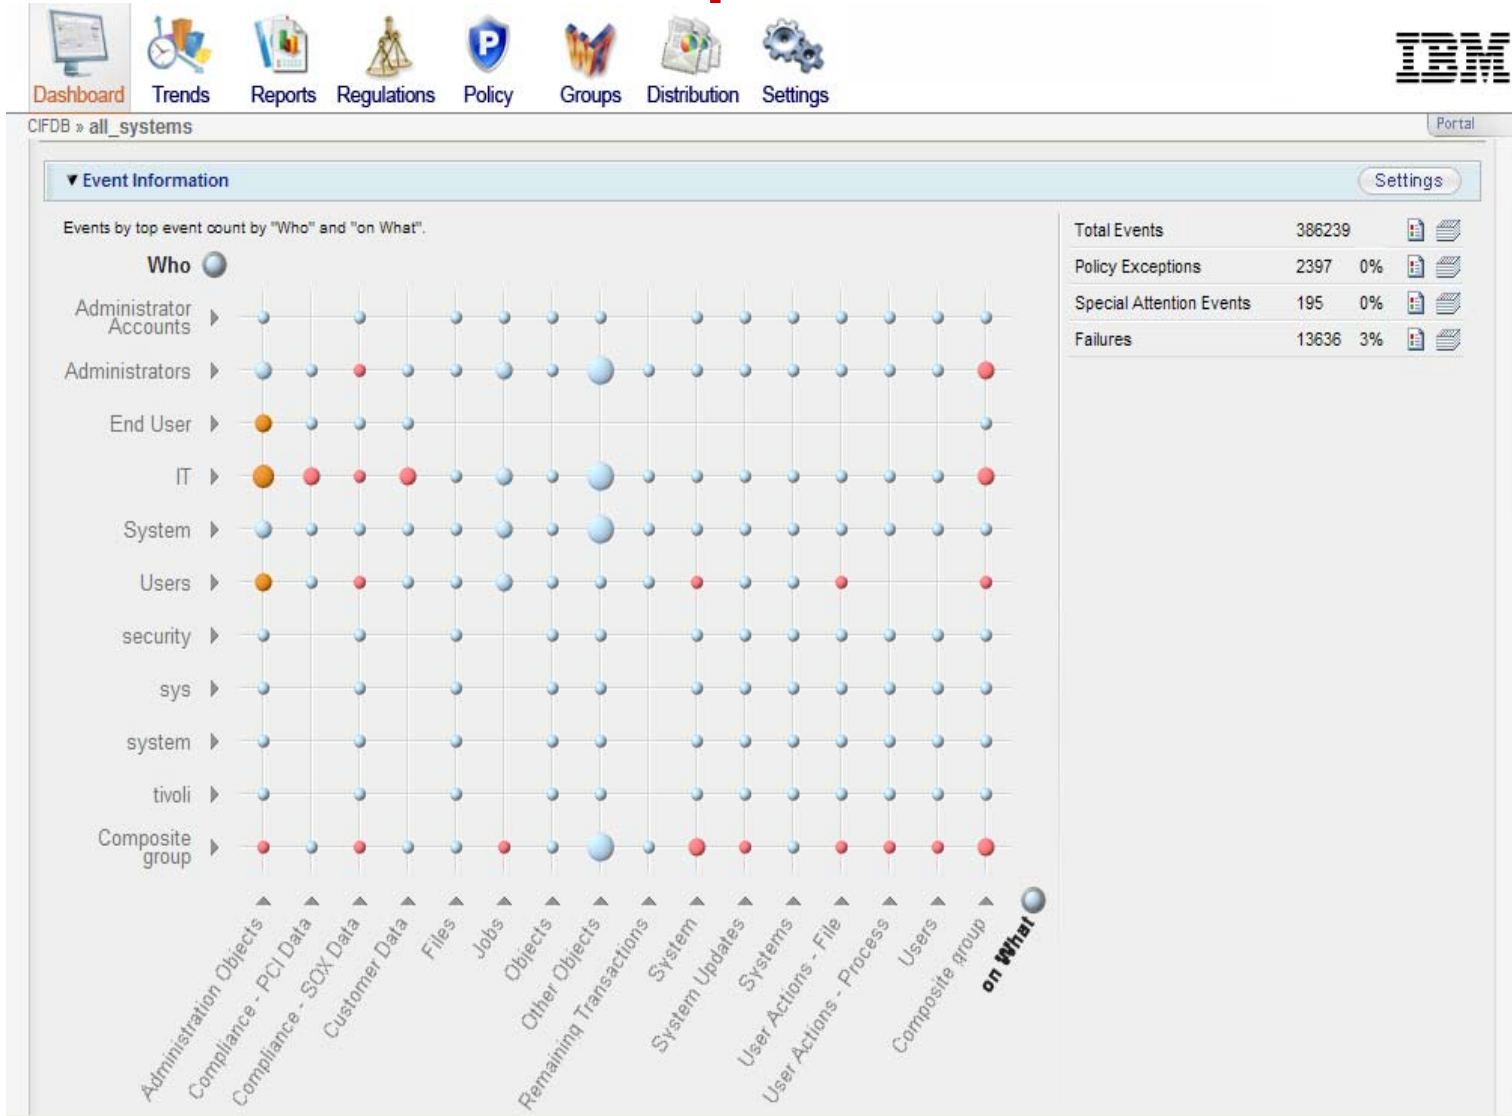 IBM
Dashboard Trends Reports Regulations Policy Groups Distribution Settings
CIFDB » all_systems
Portal
Event Information
Settings
Events by top event count by "Who" and "on What".
Total Events 386239
Policy Exceptions 2397 0%
Special Attention Events 195 0%
Failures 13636 3%
Who
Administrator
Accounts
Administrators
End User
IT
System
Users
security
sys
system
tivoli
Composite
group
Administration Objects
Compliance - PCI Data
Compliance - SOX Data
Customer Data
Files
Jobs
Objects
Other Objects
Remaining Transactions
System
System Updates
Systems
User Actions - File
User Actions - Process
Users
Composite group
on What